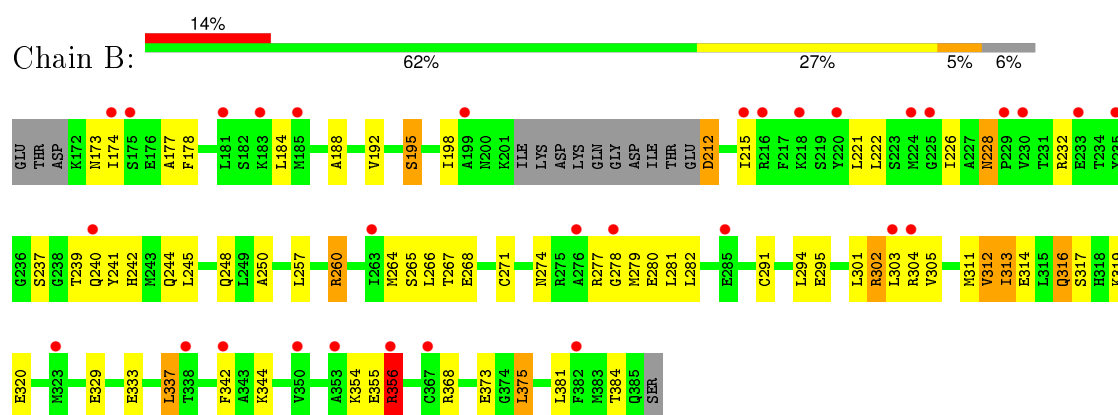 14%
Chain B:
62% 27% 5% 6%
GLU THR ASP K172 N173 I174 S175 E176 A177 F178 L181 S182 K183 L184 M185 A188 V192 S195 I198 A199 N200 K201 ILE LYS ASP LYS GLN GLY ASP ILE THR GLU D212 I215 R216 F217 K218 S219 Y220 L221 L222 S223 M224 G225 I226 A227 N228 P229 V230 T231 R232 E233 T234 Y235
G236 S237 G238 T239 Q240 Y241 H242 M243 Q244 L245 Q248 L249 A250 L257 R260 I263 M264 S265 L266 T267 E268 C271 N274 R275 A276 R277 G278 M279 E280 L281 L282 E285 C291 L294 E295 L301 R302 L303 R304 V305 M311 V312 I313 E314 L315 Q316 S317 H318 K319
E320 M323 E329 E333 L337 T338 F342 A343 K344 V350 A353 K354 E355 R356 C367 R368 E373 G374 L375 L381 F382 M383 T384 Q385 SER